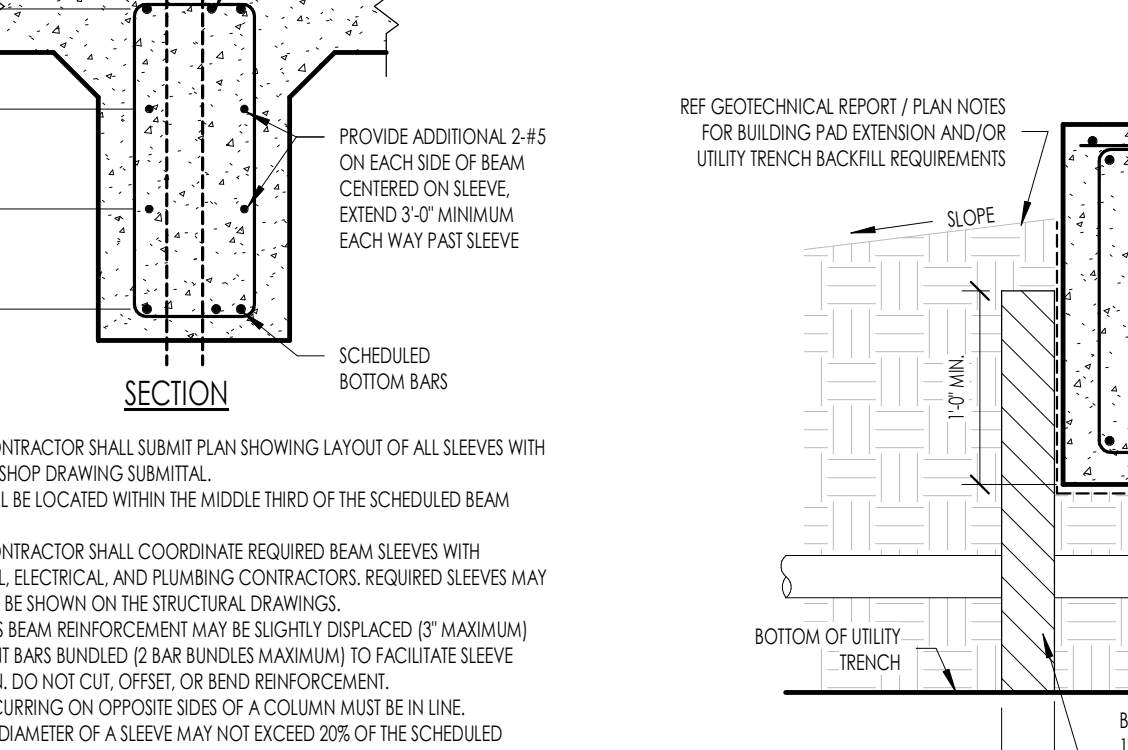 PROVIDE ADDITIONAL 2-#5
ON EACH SIDE OF BEAM
CENTERED ON SLEEVE,
EXTEND 3'-0" MINIMUM
EACH WAY PAST SLEEVE
SCHEDULED
BOTTOM BARS
SECTION
ONTRACTOR SHALL SUBMIT PLAN SHOWING LAYOUT OF ALL SLEEVES WITH
SHOP DRAWING SUBMITTAL.
L BE LOCATED WITHIN THE MIDDLE THIRD OF THE SCHEDULED BEAM
ONTRACTOR SHALL COORDINATE REQUIRED BEAM SLEEVES WITH
L, ELECTRICAL, AND PLUMBING CONTRACTORS. REQUIRED SLEEVES MAY
BE SHOWN ON THE STRUCTURAL DRAWINGS.
S BEAM REINFORCEMENT MAY BE SLIGHTLY DISPLACED (3" MAXIMUM)
NT BARS BUNDLED (2 BAR BUNDLES MAXIMUM) TO FACILITATE SLEEVE
N. DO NOT CUT, OFFSET, OR BEND REINFORCEMENT.
CURRING ON OPPOSITE SIDES OF A COLUMN MUST BE IN LINE.
DIAMETER OF A SLEEVE MAY NOT EXCEED 20% OF THE SCHEDULED
REF GEOTECHNICAL REPORT / PLAN NOTES
FOR BUILDING PAD EXTENSION AND/OR
UTILITY TRENCH BACKFILL REQUIREMENTS
SLOPE
1'-0" MIN.
BOTTOM OF UTILITY
TRENCH
B